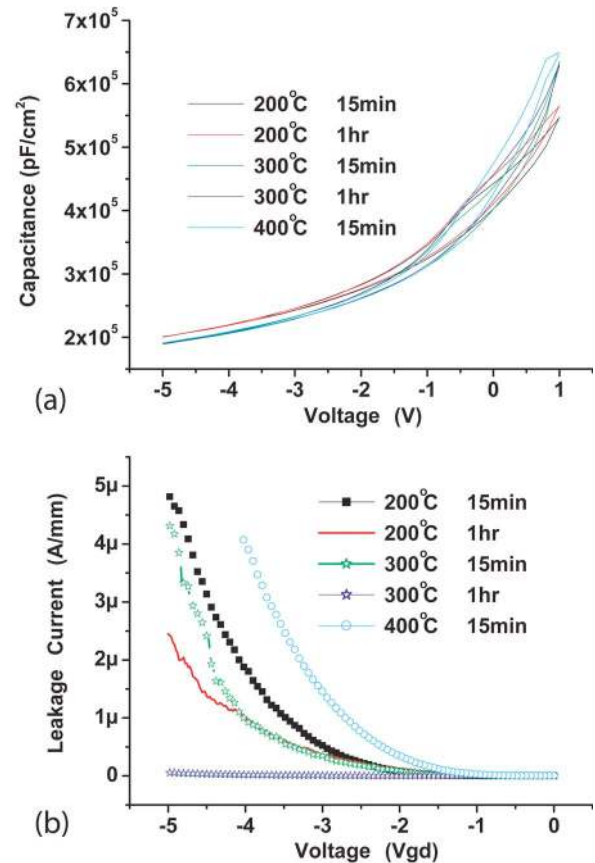 7x10⁵
6x10⁵
5x10⁵
4x10⁵
3x10⁵
2x10⁵
Capacitance (pF/cm²)
200°C 15min
200°C 1hr
300°C 15min
300°C 1hr
400°C 15min
-5 -4 -3 -2 -1 0 1
Voltage (V)
(a)
5μ
4μ
3μ
2μ
1μ
0
Leakage Current (A/mm)
200°C 15min
200°C 1hr
300°C 15min
300°C 1hr
400°C 15min
-5 -4 -3 -2 -1 0
Voltage (Vgd)
(b)